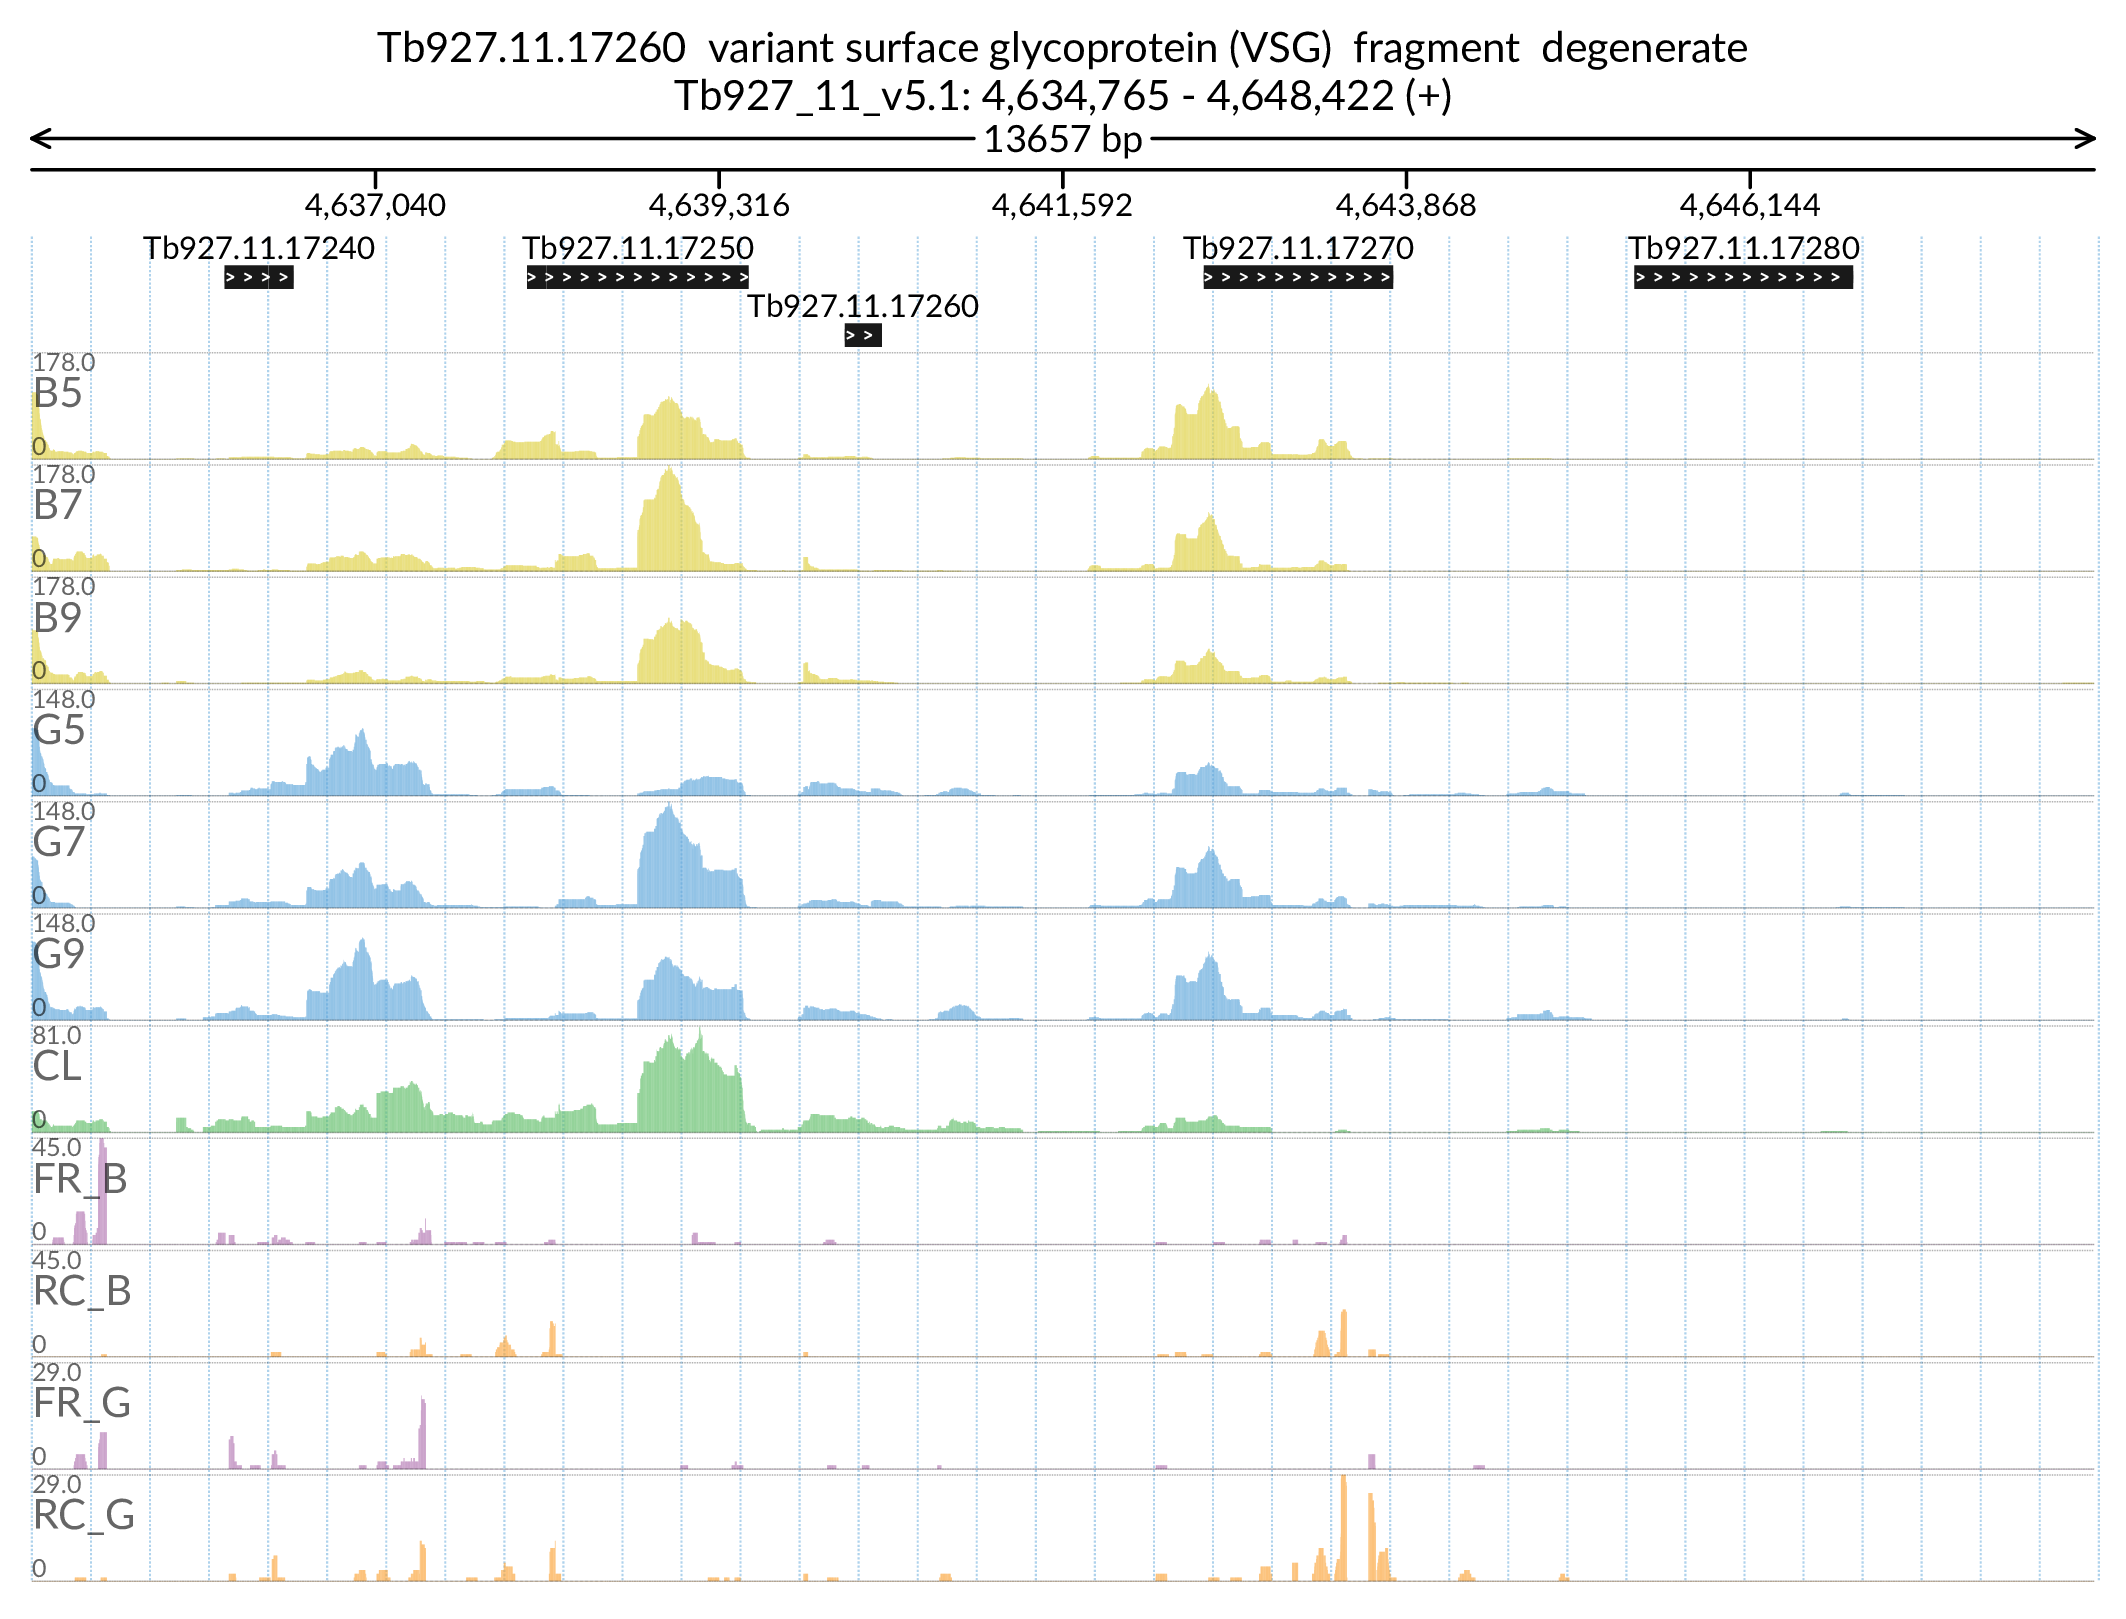 Tb927.11.17260 variant surface glycoprotein (VSG) fragment degenerate
Tb927_11_v5.1: 4,634,765 - 4,648,422 (+)
13657 bp
4,637,040 4,639,316 4,641,592 4,643,868 4,646,144
Tb927.11.17240 Tb927.11.17250 Tb927.11.17270 Tb927.11.17280
Tb927.11.17260
178.0
B5
0
178.0
B7
0
178.0
B9
0
148.0
G5
0
148.0
G7
0
148.0
G9
0
81.0
CL
0
45.0
FR_B
0
45.0
RC_B
0
29.0
FR_G
0
29.0
RC_G
0